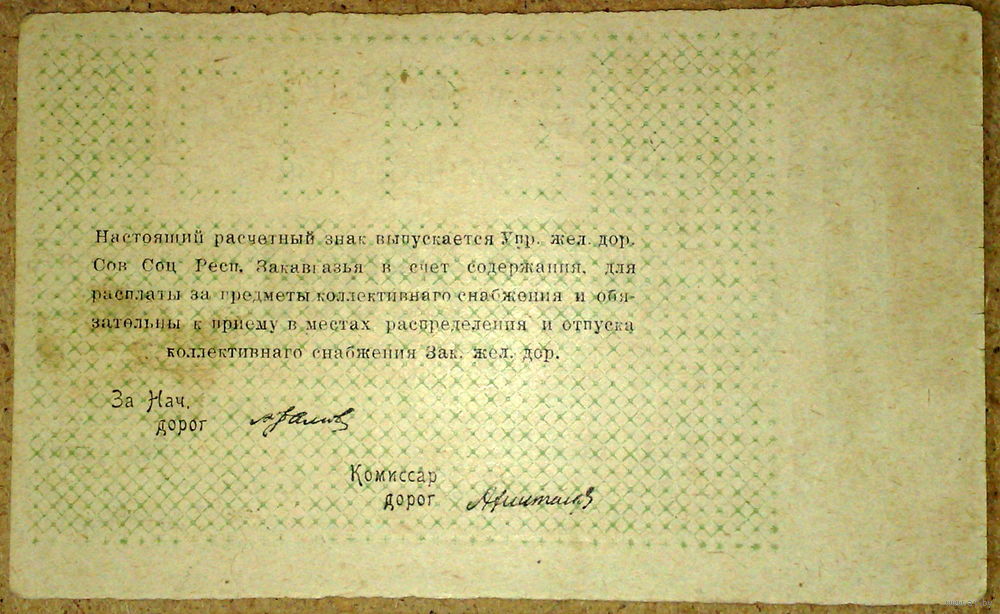 Настоящий расчетный знак выпускается Упр. жел. дор.
Сов Соц Респ. Закавказья в счет содержания, для
расплаты за предметы коллективнаго снабжения и обя-
зательны к приему в местах распределения и отпуска
коллективнаго снабжения Зак. жел. дор.
За Нач.
дорог
Комиссар
дорог